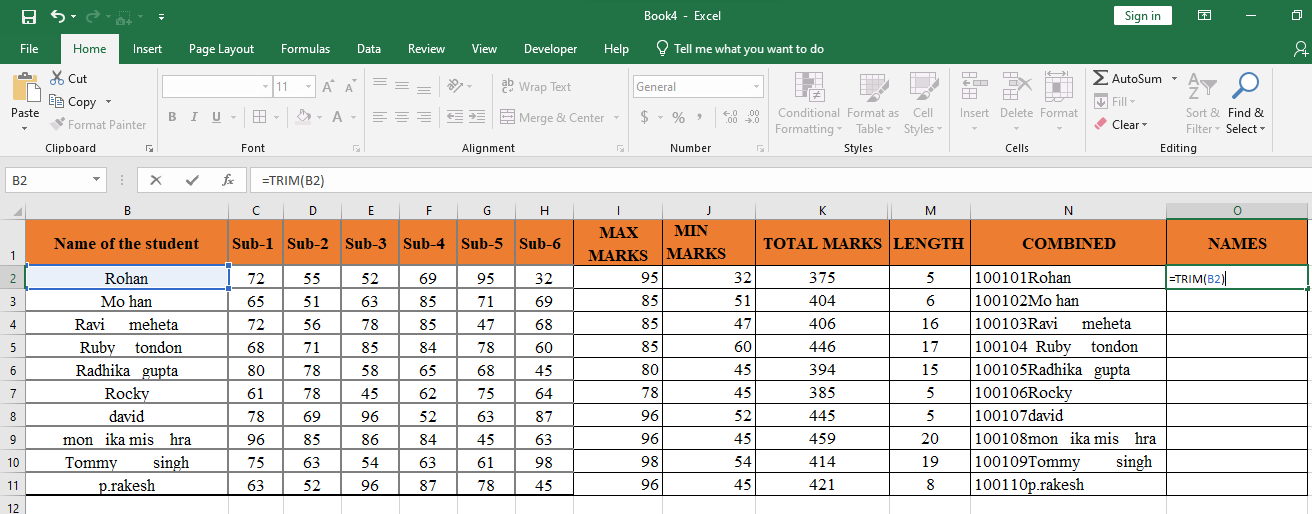 Book4 - Excel
Sign in
File Home Insert Page Layout Formulas Data Review View Developer Help Tell me what you want to do
Cut
Copy
Format Painter
Paste
Clipboard
11 A A
B I U A
Font
ab Wrap Text
Merge & Center
Alignment
General
$ % , .00 .00
Number
Conditional Formatting Format as Table Cell Styles
Styles
Insert Delete Format
Cells
AutoSum
Fill
Clear
Sort & Filter Find & Select
Editing
B2 fx =TRIM(B2)
B C D E F G H I J K M N O
1 Name of the student Sub-1 Sub-2 Sub-3 Sub-4 Sub-5 Sub-6 MAX MARKS MIN MARKS TOTAL MARKS LENGTH COMBINED NAMES
2 Rohan 72 55 52 69 95 32 95 32 375 5 100101Rohan =TRIM(B2)
3 Mo han 65 51 63 85 71 69 85 51 404 6 100102Mo han
4 Ravi      meheta 72 56 78 85 47 68 85 47 406 16 100103Ravi      meheta
5 Ruby     tondon 68 71 85 84 78 60 85 60 446 17 100104  Ruby     tondon
6 Radhika   gupta 80 78 58 65 68 45 80 45 394 15 100105Radhika   gupta
7 Rocky 61 78 45 62 75 64 78 45 385 5 100106Rocky
8 david 78 69 96 52 63 87 96 52 445 5 100107david
9 mon   ika mis    hra 96 85 86 84 45 63 96 45 459 20 100108mon   ika mis    hra
10 Tommy         singh 75 63 54 63 61 98 98 54 414 19 100109Tommy         singh
11 p.rakesh 63 52 96 87 78 45 96 45 421 8 100110p.rakesh
12